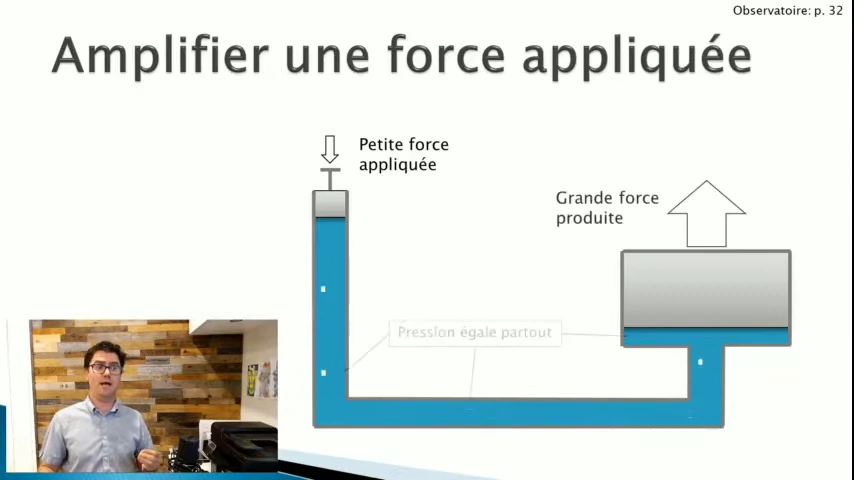 Observatoire: p. 32
Amplifier une force appliquée
Petite force
appliquée
Grande force
produite
Pression égale partout